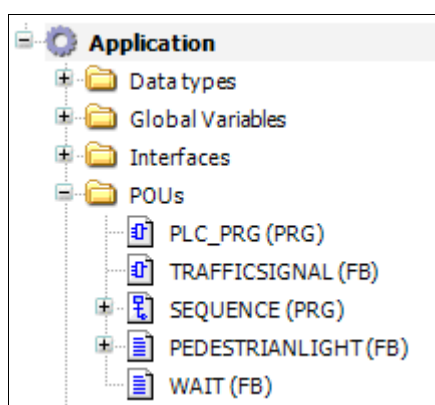 Application
Data types
Global Variables
Interfaces
POUs
PLC_PRG (PRG)
TRAFFICSIGNAL (FB)
SEQUENCE (PRG)
PEDESTRIANLIGHT (FB)
WAIT (FB)